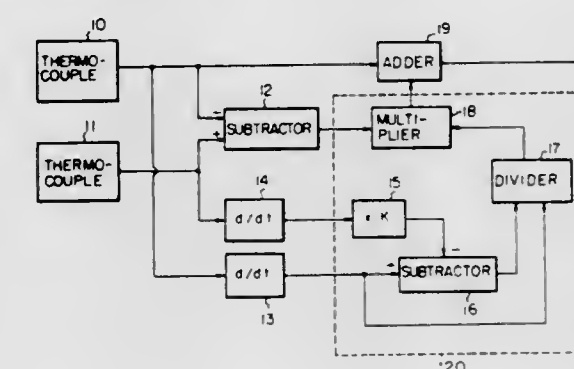 10
THERMO-
COUPLE
11
THERMO-
COUPLE
12
−
+
SUBTRACTOR
19
ADDER
18
MULTI-
PLIER
17
DIVIDER
14
d/dt
15
× K
13
d/dt
−
+
SUBTRACTOR
16
20